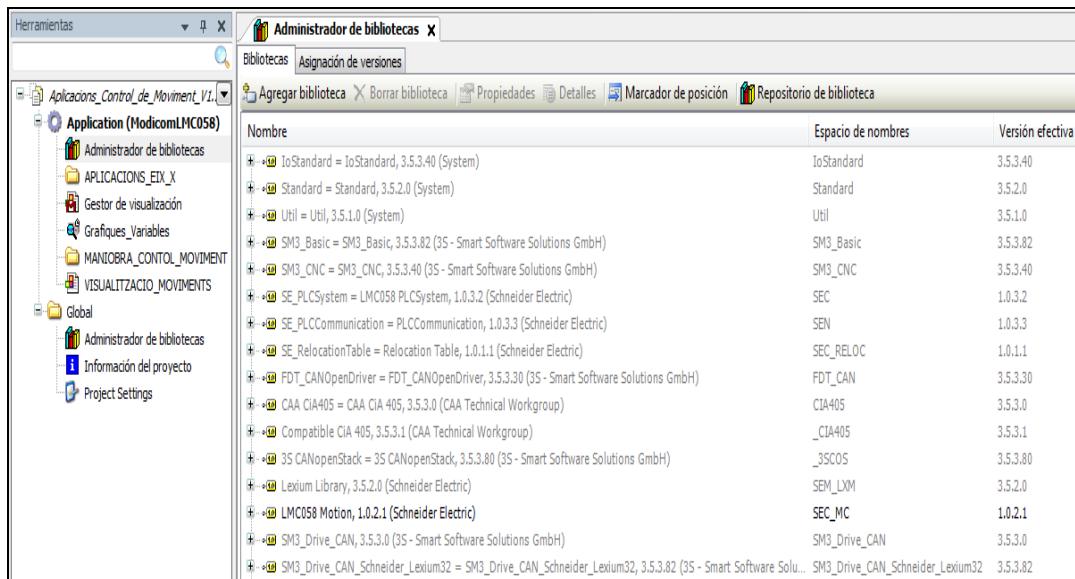 Herramientas
Administrador de bibliotecas X
Bibliotecas Asignación de versiones
Agregar biblioteca Borrar biblioteca Propiedades Detalles Marcador de posición Repositorio de biblioteca
Aplicacions_Control_de_Moviment_V1..
Application (ModicomLMC058)
Administrador de bibliotecas
APLICACIONS_EIX_X
Gestor de visualización
Grafiques_Variables
MANIOBRA_CONTOL_MOVIMENT
VISUALITZACIO_MOVIMENTS
Global
Administrador de bibliotecas
Información del proyecto
Project Settings
Nombre Espacio de nombres Versión efectiva
IoStandard = IoStandard, 3.5.3.40 (System) IoStandard 3.5.3.40
Standard = Standard, 3.5.2.0 (System) Standard 3.5.2.0
Util = Util, 3.5.1.0 (System) Util 3.5.1.0
SM3_Basic = SM3_Basic, 3.5.3.82 (3S - Smart Software Solutions GmbH) SM3_Basic 3.5.3.82
SM3_CNC = SM3_CNC, 3.5.3.40 (3S - Smart Software Solutions GmbH) SM3_CNC 3.5.3.40
SE_PLCSystem = LMC058 PLCSystem, 1.0.3.2 (Schneider Electric) SEC 1.0.3.2
SE_PLCCommunication = PLCCommunication, 1.0.3.3 (Schneider Electric) SEN 1.0.3.3
SE_RelocationTable = Relocation Table, 1.0.1.1 (Schneider Electric) SEC_RELOC 1.0.1.1
FDT_CANOpenDriver = FDT_CANOpenDriver, 3.5.3.30 (3S - Smart Software Solutions GmbH) FDT_CAN 3.5.3.30
CAA CiA405 = CAA CiA 405, 3.5.3.0 (CAA Technical Workgroup) CIA405 3.5.3.0
Compatible CiA 405, 3.5.3.1 (CAA Technical Workgroup) _CIA405 3.5.3.1
3S CANopenStack = 3S CANopenStack, 3.5.3.80 (3S - Smart Software Solutions GmbH) _3SCOS 3.5.3.80
Lexium Library, 3.5.2.0 (Schneider Electric) SEM_LXM 3.5.2.0
LMC058 Motion, 1.0.2.1 (Schneider Electric) SEC_MC 1.0.2.1
SM3_Drive_CAN, 3.5.3.0 (3S - Smart Software Solutions GmbH) SM3_Drive_CAN 3.5.3.0
SM3_Drive_CAN_Schneider_Lexium32 = SM3_Drive_CAN_Schneider_Lexium32, 3.5.3.82 (3S - Smart Software Solu... SM3_Drive_CAN_Schneider_Lexium32 3.5.3.82